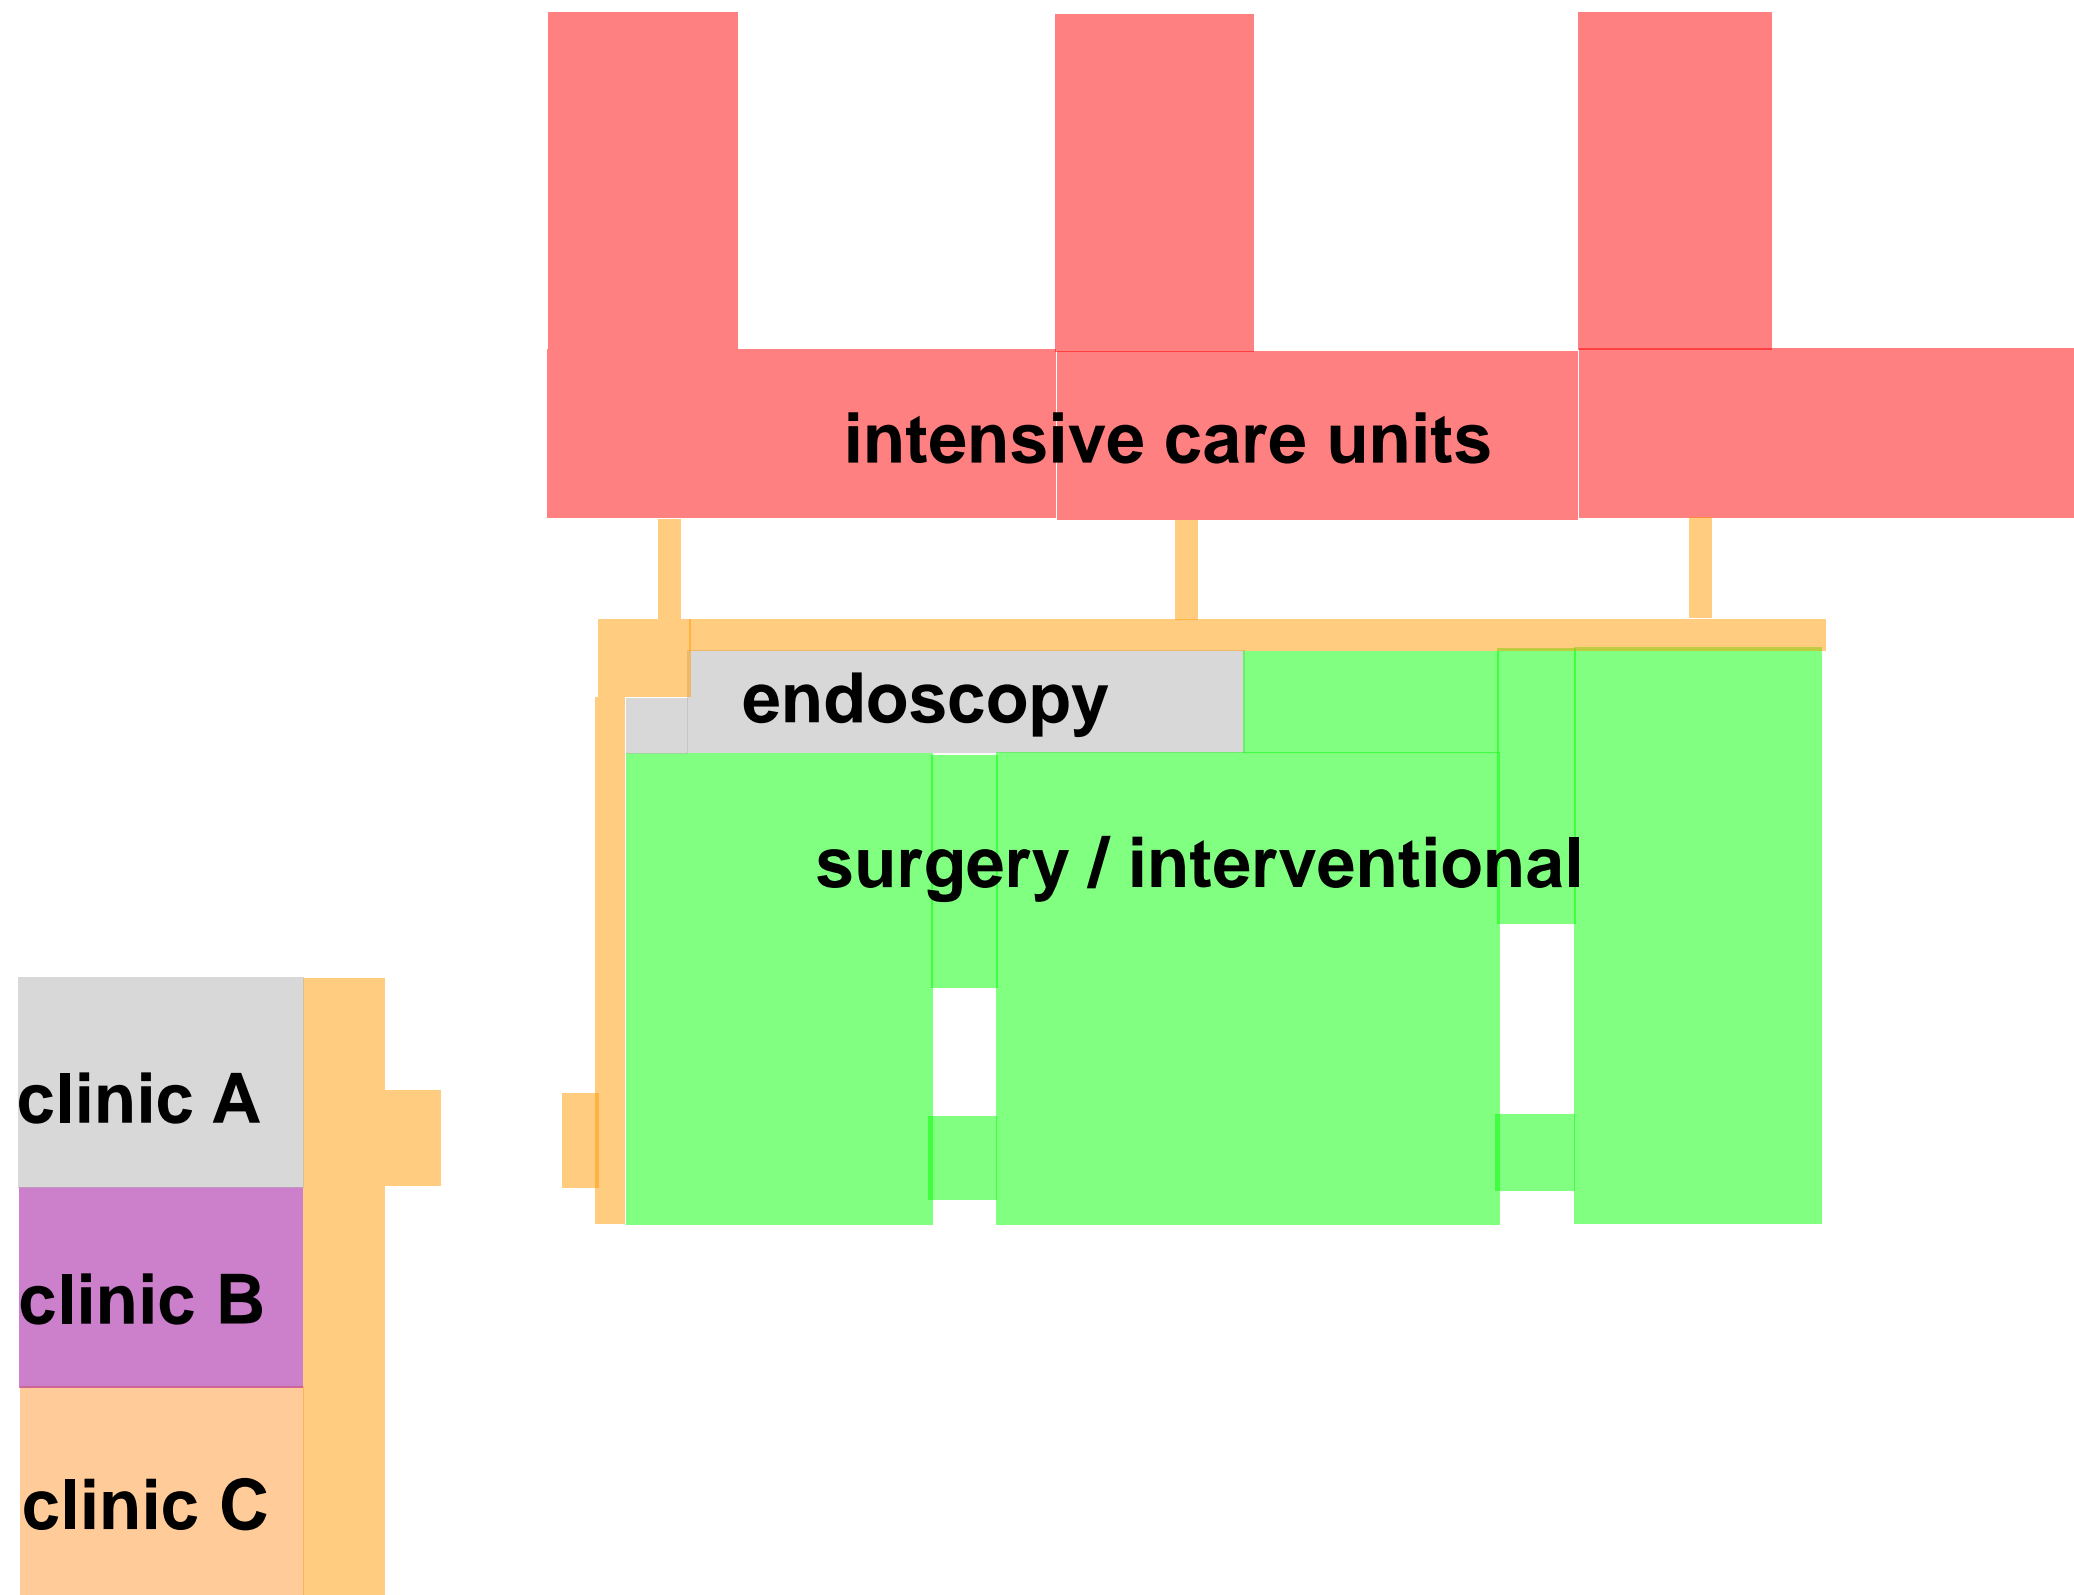 intensive care units
endoscopy
surgery / interventional
clinic A
clinic B
clinic C